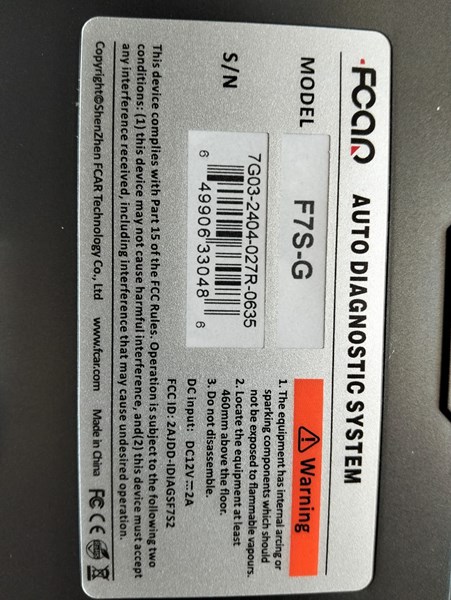 FCAR AUTO DIAGNOSTIC SYSTEM
MODEL F7S-G
S/N 7G03-2404-027R-0635
6 49906 33048 6
Warning
1. The equipment has internal arcing or
sparking components which should
not be exposed to flammable vapours.
2. Locate the equipment at least
460mm above the floor.
3. Do not disassemble.
DC input: DC12V⎓2A
FCC ID: 2AJDD-IDIAGSF7S2
This device complies with Part 15 of the FCC Rules. Operation is subject to the following two
conditions: (1) this device may not cause harmful interference, and(2) this device must accept
any interference received, including interference that may cause undesired operation.
Copyright©ShenZhen FCAR Technology Co., Ltd www.fcar.com Made in China FC CE